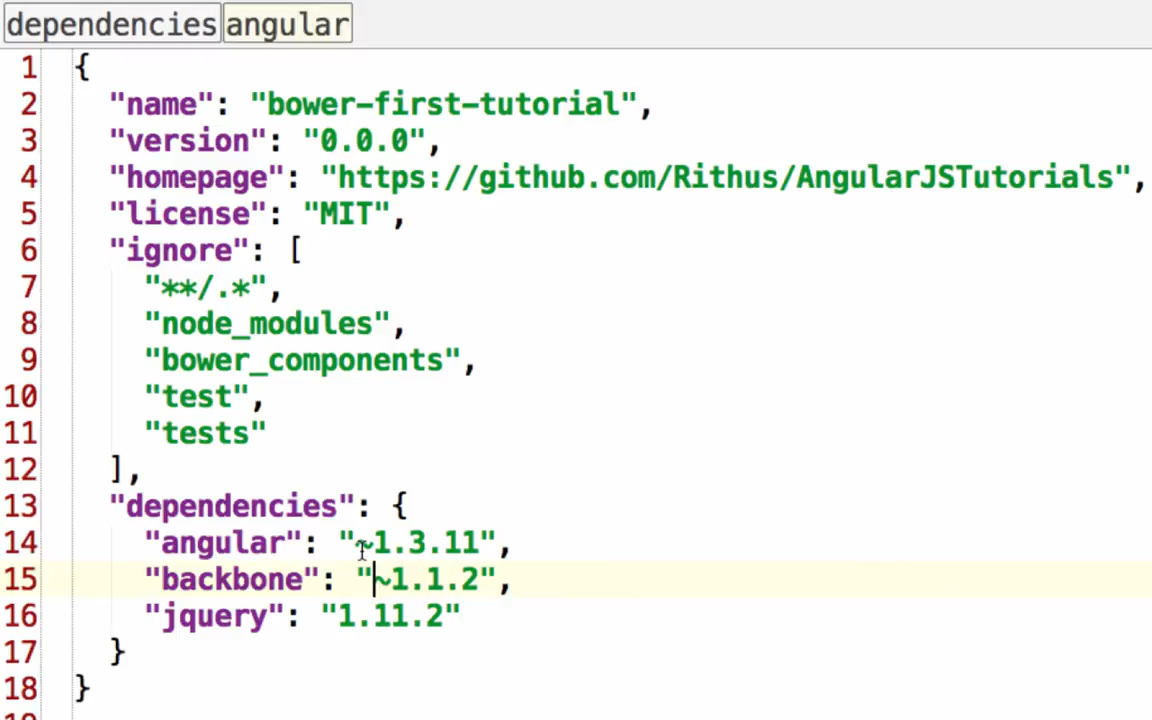 dependencies angular
1 {
2 "name": "bower-first-tutorial",
3 "version": "0.0.0",
4 "homepage": "https://github.com/Rithus/AngularJSTutorials",
5 "license": "MIT",
6 "ignore": [
7 "**/.*",
8 "node_modules",
9 "bower_components",
10 "test",
11 "tests"
12 ],
13 "dependencies": {
14 "angular": "~1.3.11",
15 "backbone": "~1.1.2",
16 "jquery": "1.11.2"
17 }
18 }